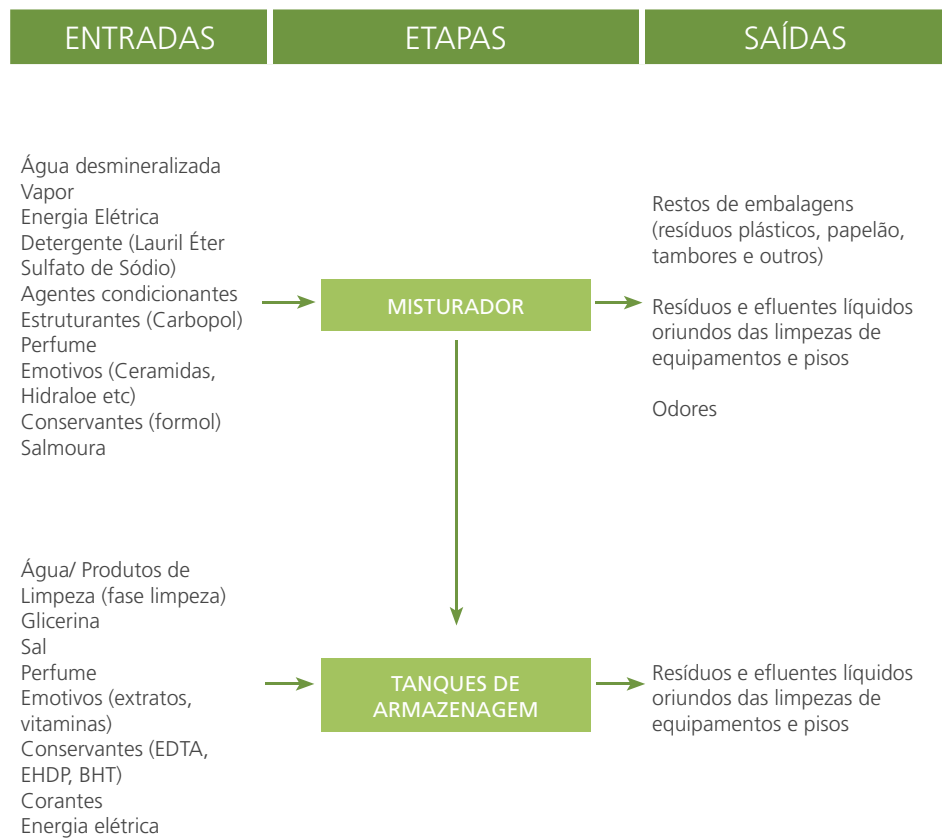 ENTRADAS
ETAPAS
SAÍDAS
Água desmineralizada
Vapor
Energia Elétrica
Detergente (Lauril Éter
Sulfato de Sódio)
Agentes condicionantes
Estruturantes (Carbopol)
Perfume
Emotivos (Ceramidas,
Hidraloe etc)
Conservantes (formol)
Salmoura
MISTURADOR
Restos de embalagens
(resíduos plásticos, papelão,
tambores e outros)
Resíduos e efluentes líquidos
oriundos das limpezas de
equipamentos e pisos
Odores
Água/ Produtos de
Limpeza (fase limpeza)
Glicerina
Sal
Perfume
Emotivos (extratos,
vitaminas)
Conservantes (EDTA,
EHDP, BHT)
Corantes
Energia elétrica
TANQUES DE
ARMAZENAGEM
Resíduos e efluentes líquidos
oriundos das limpezas de
equipamentos e pisos